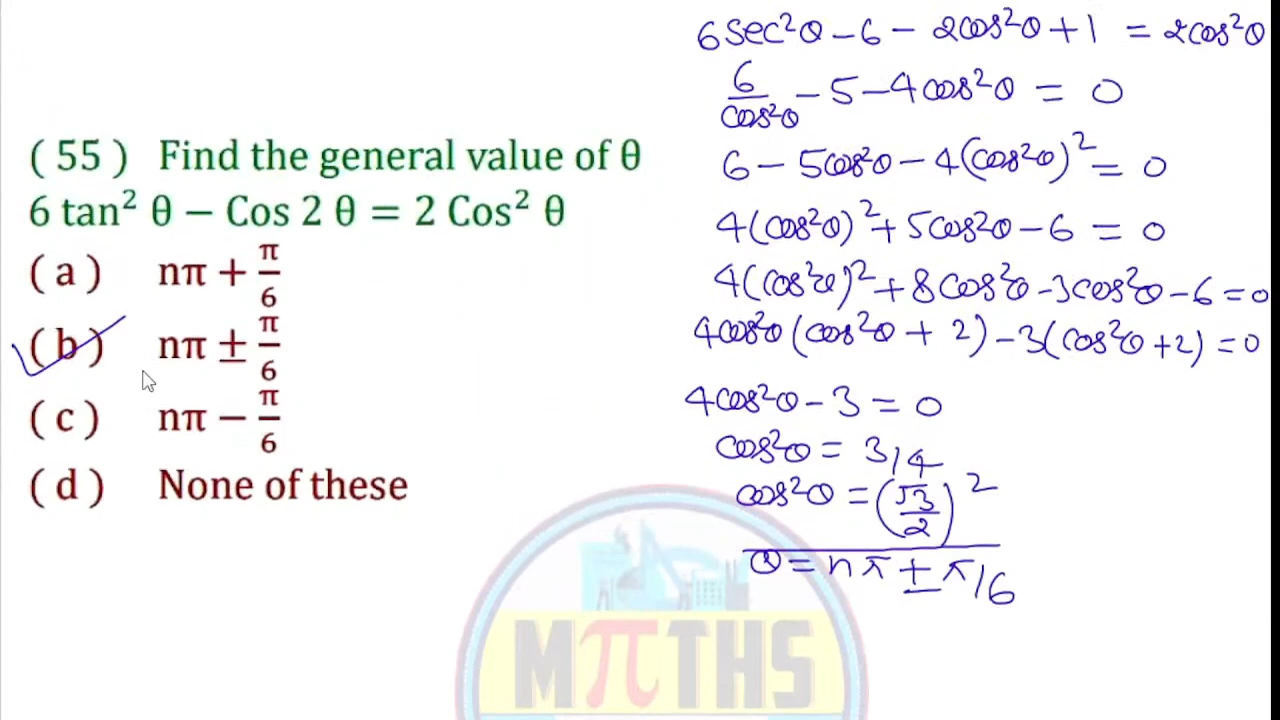 ( 55 ) Find the general value of θ
6 tan² θ − Cos 2 θ = 2 Cos² θ
( a ) nπ + π/6
( b ) nπ ± π/6
( c ) nπ − π/6
( d ) None of these
6sec²θ − 6 − 2cos²θ + 1 = 2cos²θ
6/cos²θ − 5 − 4cos²θ = 0
6 − 5cos²θ − 4(cos²θ)² = 0
4(cos²θ)² + 5cos²θ − 6 = 0
4(cos²θ)² + 8cos²θ − 3cos²θ − 6 = 0
4cos²θ(cos²θ + 2) − 3(cos²θ + 2) = 0
4cos²θ − 3 = 0
cos²θ = 3/4
cos²θ = (√3/2)²
θ = nπ ± π/6
MπTHS